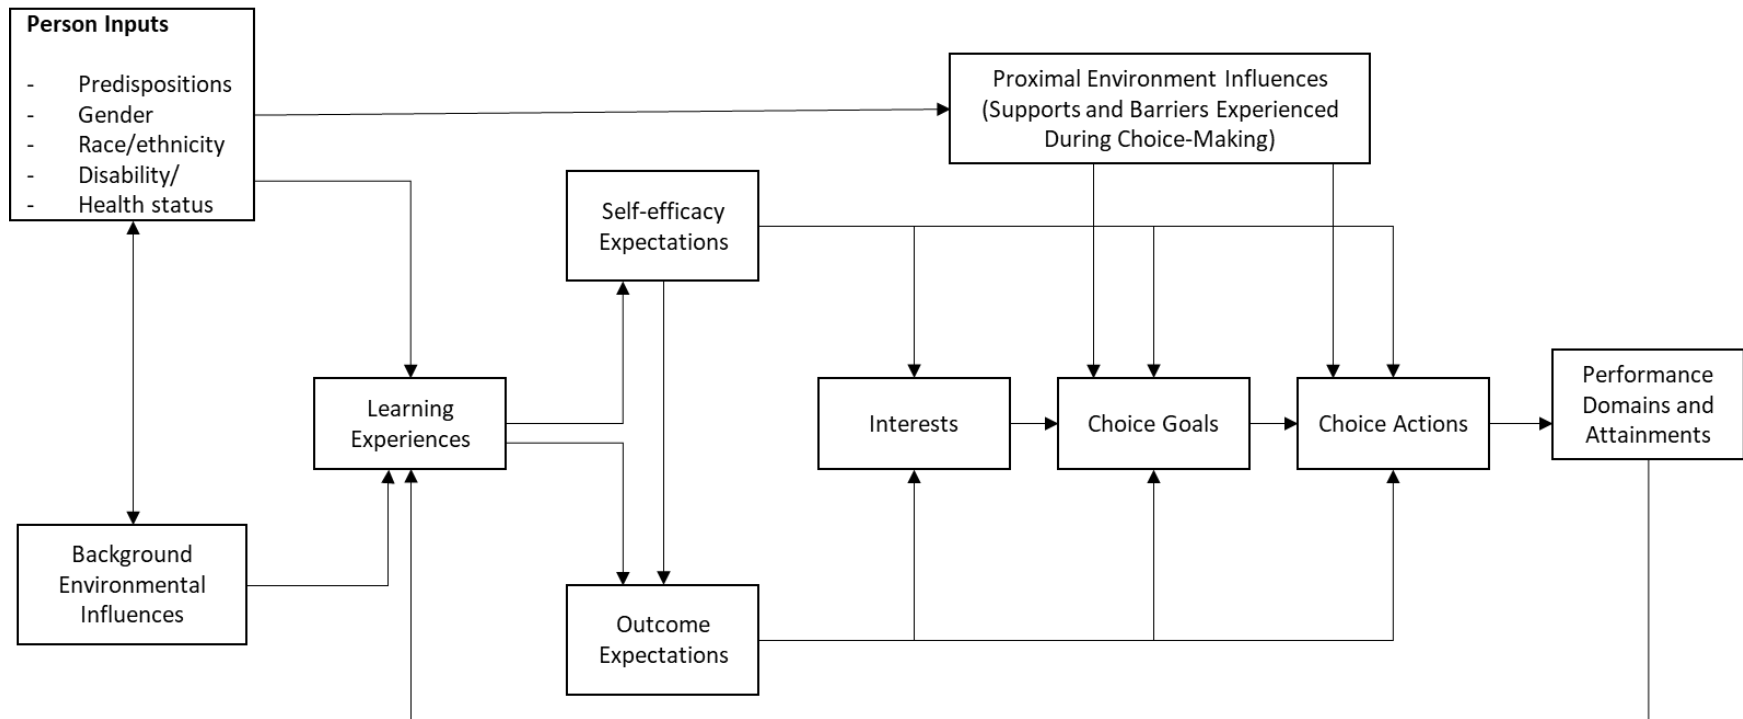 Person Inputs
- Predispositions
- Gender
- Race/ethnicity
- Disability/
- Health status
Proximal Environment Influences
(Supports and Barriers Experienced
During Choice-Making)
Self-efficacy
Expectations
Learning
Experiences
Interests
Choice Goals
Choice Actions
Performance
Domains and
Attainments
Background
Environmental
Influences
Outcome
Expectations